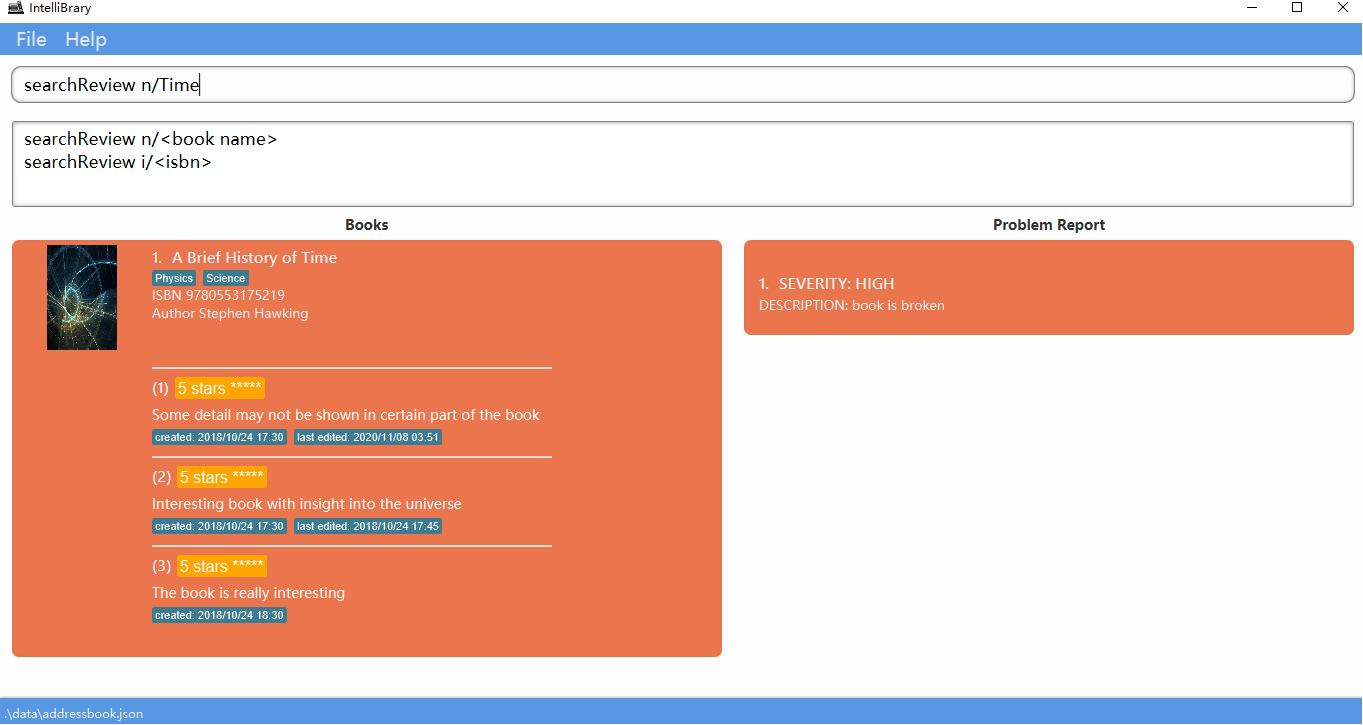 IntelliBrary
File Help
searchReview n/Time
searchReview n/<book name>
searchReview i/<isbn>
Books
1. A Brief History of Time
Physics Science
ISBN 9780553175219
Author Stephen Hawking
(1) 5 stars *****
Some detail may not be shown in certain part of the book
created: 2018/10/24 17:30 last edited: 2020/11/08 03:51
(2) 5 stars *****
Interesting book with insight into the universe
created: 2018/10/24 17:30 last edited: 2018/10/24 17:45
(3) 5 stars *****
The book is really interesting
created: 2018/10/24 18:30
Problem Report
1. SEVERITY: HIGH
DESCRIPTION: book is broken
.\data\addressbook.json